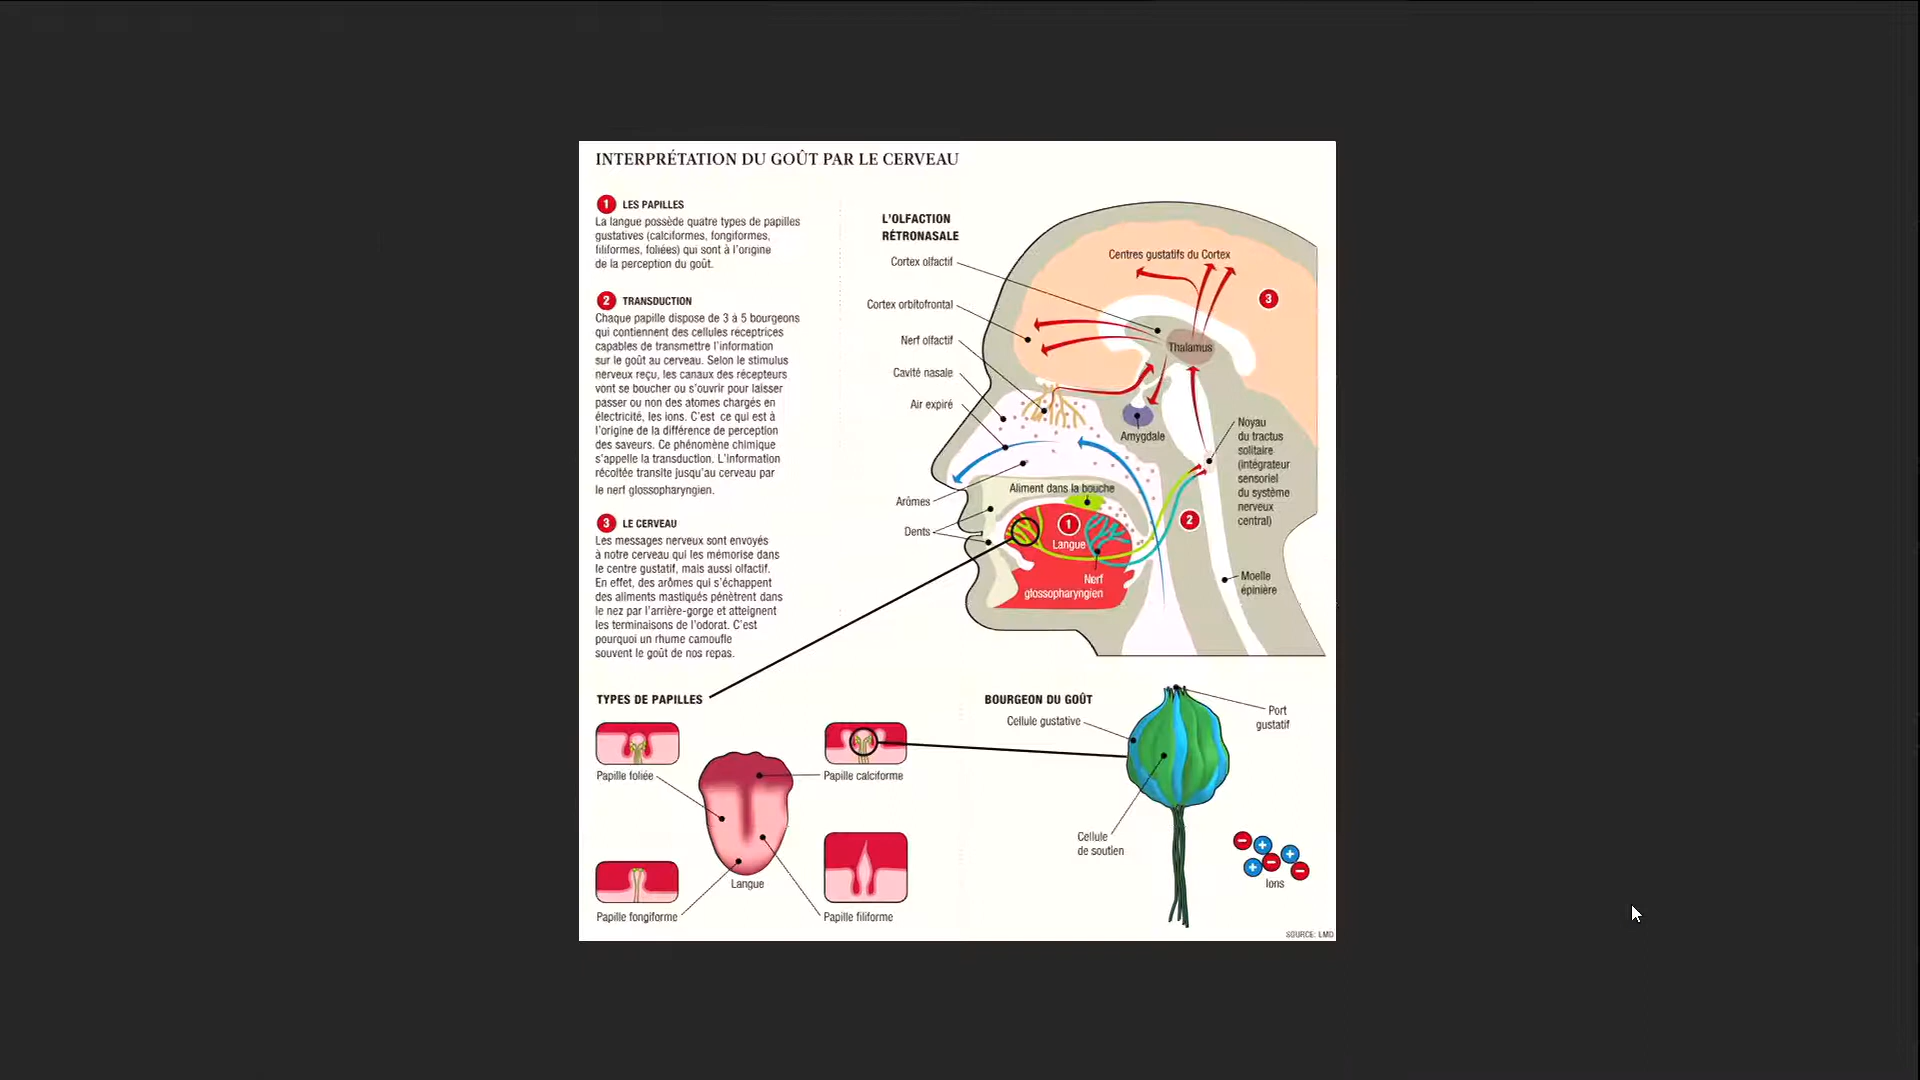 INTERPRÉTATION DU GOÛT PAR LE CERVEAU
1 LES PAPILLES
La langue possède quatre types de papilles
gustatives (calciformes, fongiformes,
filiformes, foliées) qui sont à l'origine
de la perception du goût.
2 TRANSDUCTION
Chaque papille dispose de 3 à 5 bourgeons
qui contiennent des cellules réceptrices
capables de transmettre l'information
sur le goût au cerveau. Selon le stimulus
nerveux reçu, les canaux des récepteurs
vont se boucher ou s'ouvrir pour laisser
passer ou non des atomes chargés en
électricité, les ions. C'est ce qui est à
l'origine de la différence de perception
des saveurs. Ce phénomène chimique
s'appelle la transduction. L'information
récoltée transite jusqu'au cerveau par
le nerf glossopharyngien.
3 LE CERVEAU
Les messages nerveux sont envoyés
à notre cerveau qui les mémorise dans
le centre gustatif, mais aussi olfactif.
En effet, des arômes qui s'échappent
des aliments mastiqués pénètrent dans
le nez par l'arrière-gorge et atteignent
les terminaisons de l'odorat. C'est
pourquoi un rhume camoufle
souvent le goût de nos repas.
L'OLFACTION
RÉTRONASALE
Cortex olfactif
Cortex orbitofrontal
Nerf olfactif
Cavité nasale
Air expiré
Arômes
Dents
Centres gustatifs du Cortex
3
Thalamus
Amygdale
Noyau
du tractus
solitaire
(intégrateur
sensoriel
du système
nerveux
central)
Aliment dans la bouche
1
Langue
2
Nerf
glossopharyngien
Moelle
épinière
TYPES DE PAPILLES
Papille foliée
Papille calciforme
Langue
Papille fongiforme
Papille filiforme
BOURGEON DU GOÛT
Cellule gustative
Port
gustatif
Cellule
de soutien
− + + + − −
Ions
SOURCE: LMD